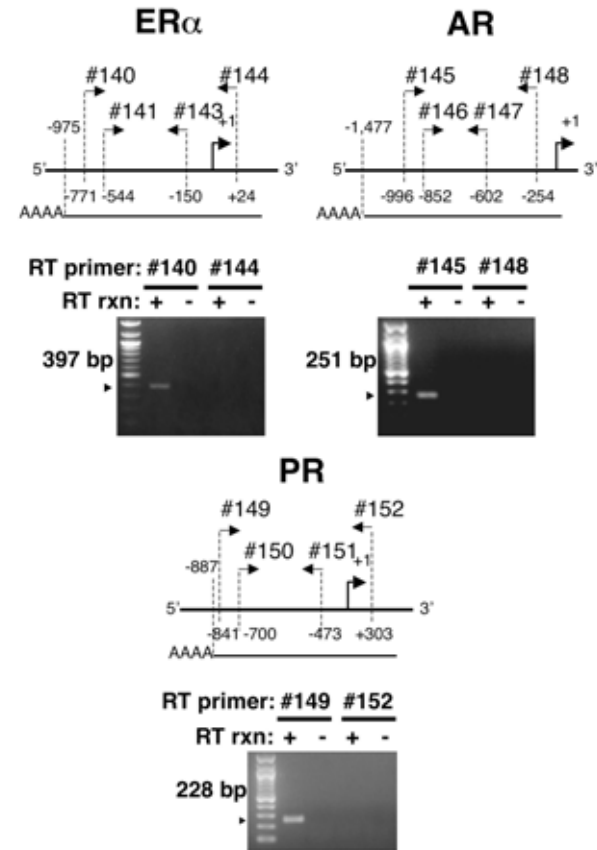 ERα
#140 #144
#141 #143
+1
-975
5' 3'
-771 -544 -150 +24
AAAA
RT primer: #140 #144
RT rxn: + - + -
397 bp
AR
#145 #148
#146 #147
+1
-1,477
5' 3'
-996 -852 -602 -254
AAAA
#145 #148
+ - + -
251 bp
PR
#149 #152
#150 #151
+1
-887
5' 3'
-841 -700 -473 +303
AAAA
RT primer: #149 #152
RT rxn: + - + -
228 bp